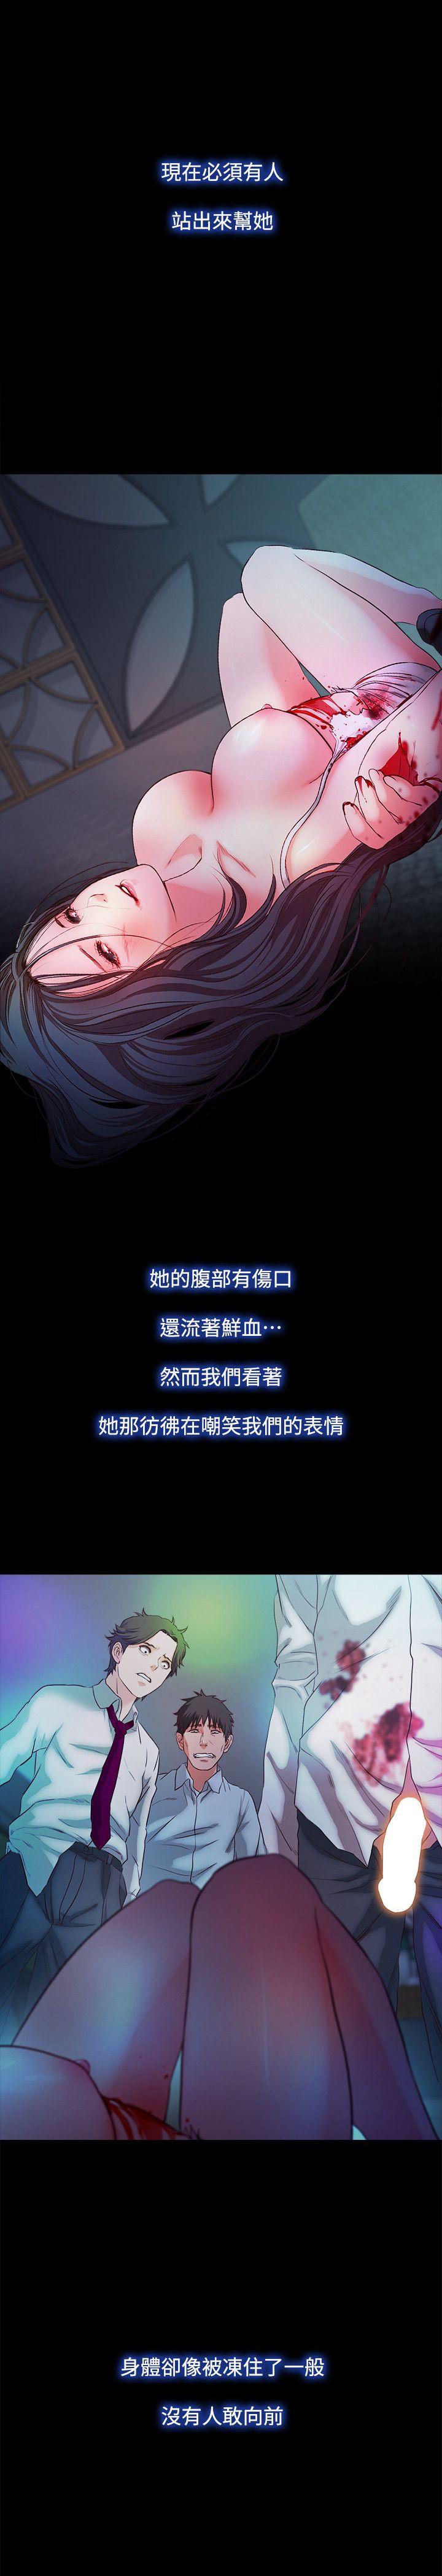 現在必須有人
站出來幫她
她的腹部有傷口
還流著鮮血…
然而我們看著
她那彷彿在嘲笑我們的表情
身體卻像被凍住了一般
沒有人敢向前